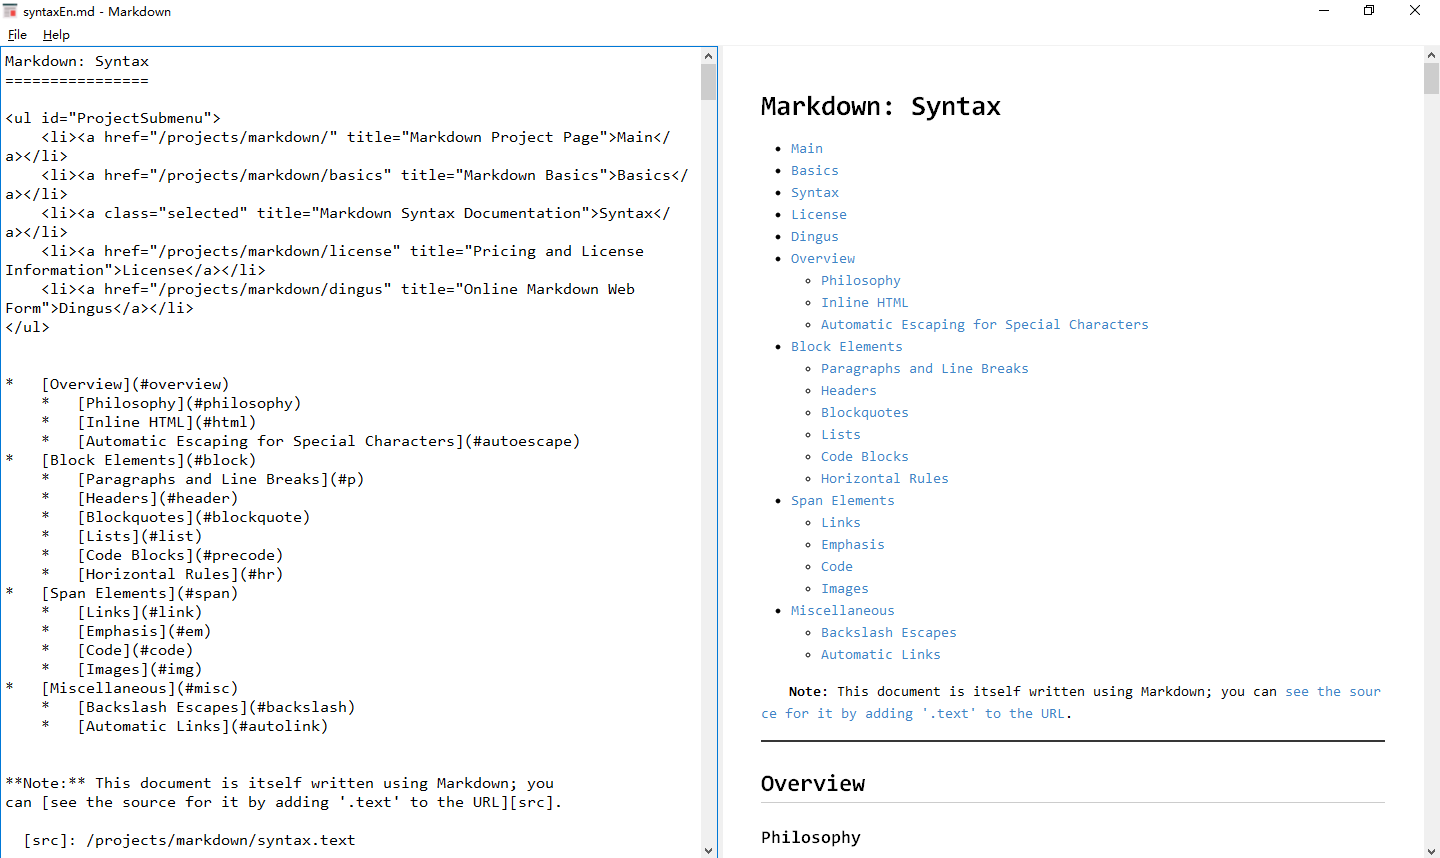 syntaxEn.md - Markdown
File Help
Markdown: Syntax
================
<ul id="ProjectSubmenu">
    <li><a href="/projects/markdown/" title="Markdown Project Page">Main</
a></li>
    <li><a href="/projects/markdown/basics" title="Markdown Basics">Basics</
a></li>
    <li><a class="selected" title="Markdown Syntax Documentation">Syntax</
a></li>
    <li><a href="/projects/markdown/license" title="Pricing and License
Information">License</a></li>
    <li><a href="/projects/markdown/dingus" title="Online Markdown Web
Form">Dingus</a></li>
</ul>
*   [Overview](#overview)
    *   [Philosophy](#philosophy)
    *   [Inline HTML](#html)
    *   [Automatic Escaping for Special Characters](#autoescape)
*   [Block Elements](#block)
    *   [Paragraphs and Line Breaks](#p)
    *   [Headers](#header)
    *   [Blockquotes](#blockquote)
    *   [Lists](#list)
    *   [Code Blocks](#precode)
    *   [Horizontal Rules](#hr)
*   [Span Elements](#span)
    *   [Links](#link)
    *   [Emphasis](#em)
    *   [Code](#code)
    *   [Images](#img)
*   [Miscellaneous](#misc)
    *   [Backslash Escapes](#backslash)
    *   [Automatic Links](#autolink)
**Note:** This document is itself written using Markdown; you
can [see the source for it by adding '.text' to the URL][src].
  [src]: /projects/markdown/syntax.text
Markdown: Syntax
• Main
• Basics
• Syntax
• License
• Dingus
• Overview
◦ Philosophy
◦ Inline HTML
◦ Automatic Escaping for Special Characters
• Block Elements
◦ Paragraphs and Line Breaks
◦ Headers
◦ Blockquotes
◦ Lists
◦ Code Blocks
◦ Horizontal Rules
• Span Elements
◦ Links
◦ Emphasis
◦ Code
◦ Images
• Miscellaneous
◦ Backslash Escapes
◦ Automatic Links
Note: This document is itself written using Markdown; you can see the sour
ce for it by adding '.text' to the URL.
Overview
Philosophy